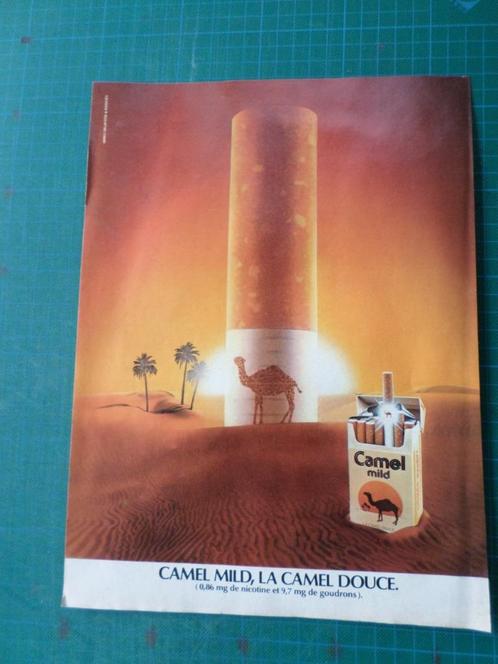 Camel
mild
CAMEL MILD, LA CAMEL DOUCE.
(0,86 mg de nicotine et 9,7 mg de goudrons).